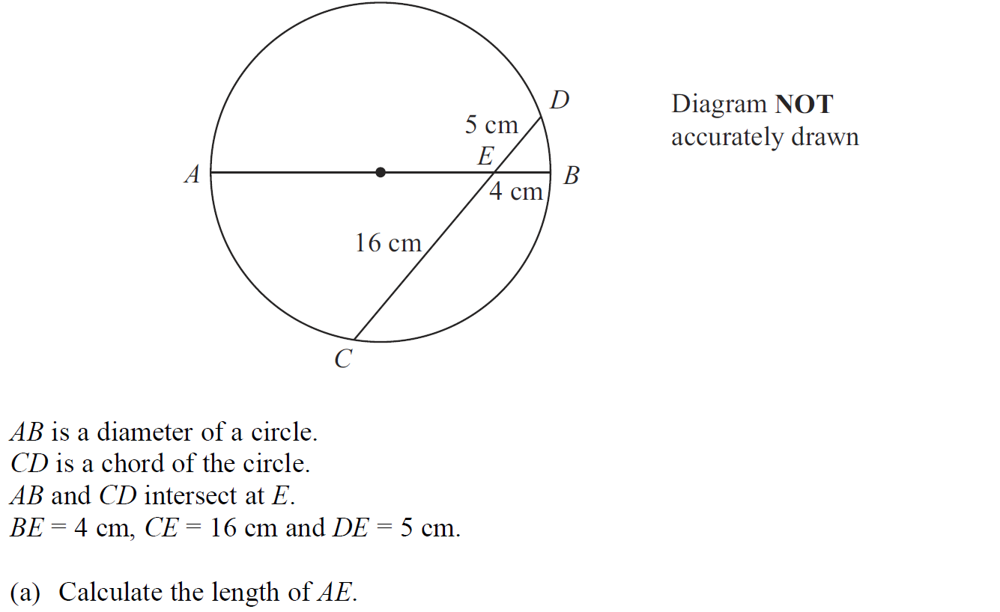 D
Diagram NOT
accurately drawn
5 cm
E
A
B
4 cm
16 cm
C
AB is a diameter of a circle.
CD is a chord of the circle.
AB and CD intersect at E.
BE = 4 cm, CE = 16 cm and DE = 5 cm.
(a) Calculate the length of AE.